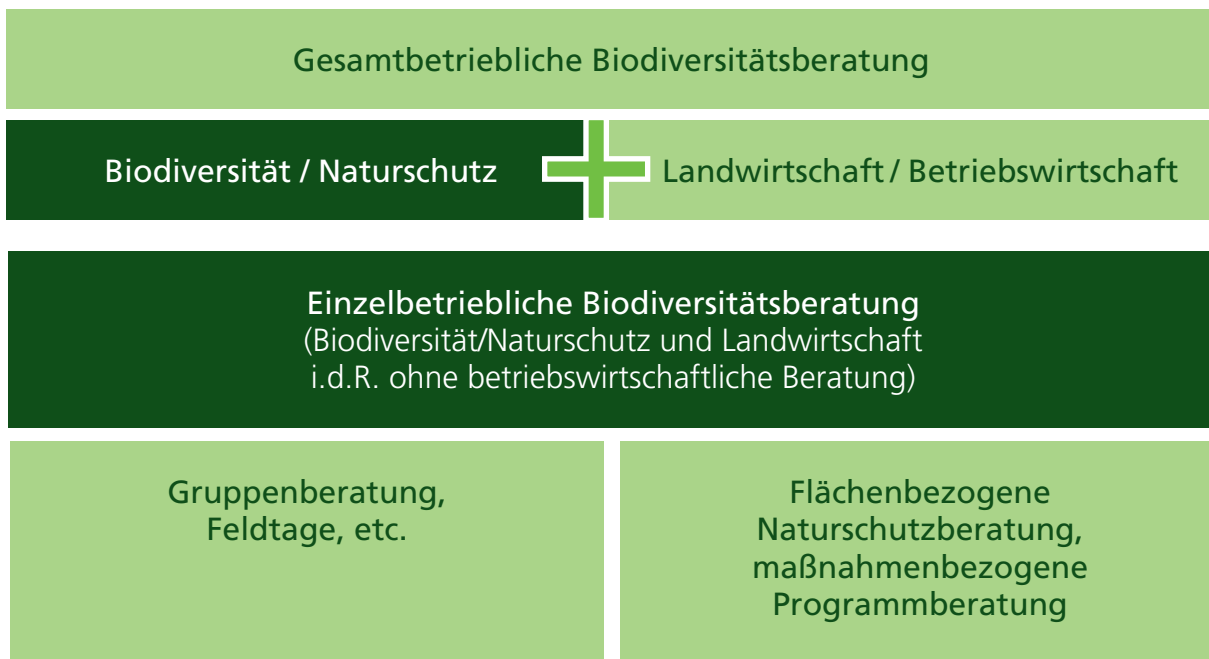 Gesamtbetriebliche Biodiversitätsberatung
Biodiversität / Naturschutz
Landwirtschaft / Betriebswirtschaft
Einzelbetriebliche Biodiversitätsberatung
(Biodiversität/Naturschutz und Landwirtschaft
i.d.R. ohne betriebswirtschaftliche Beratung)
Gruppenberatung,
Feldtage, etc.
Flächenbezogene
Naturschutzberatung,
maßnahmenbezogene
Programmberatung